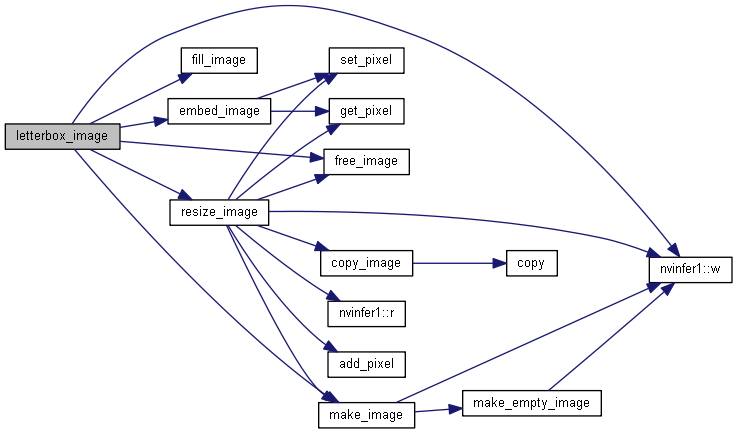 letterbox_image
fill_image
embed_image
resize_image
set_pixel
get_pixel
free_image
copy_image
nvinfer1::r
add_pixel
make_image
copy
make_empty_image
nvinfer1::w